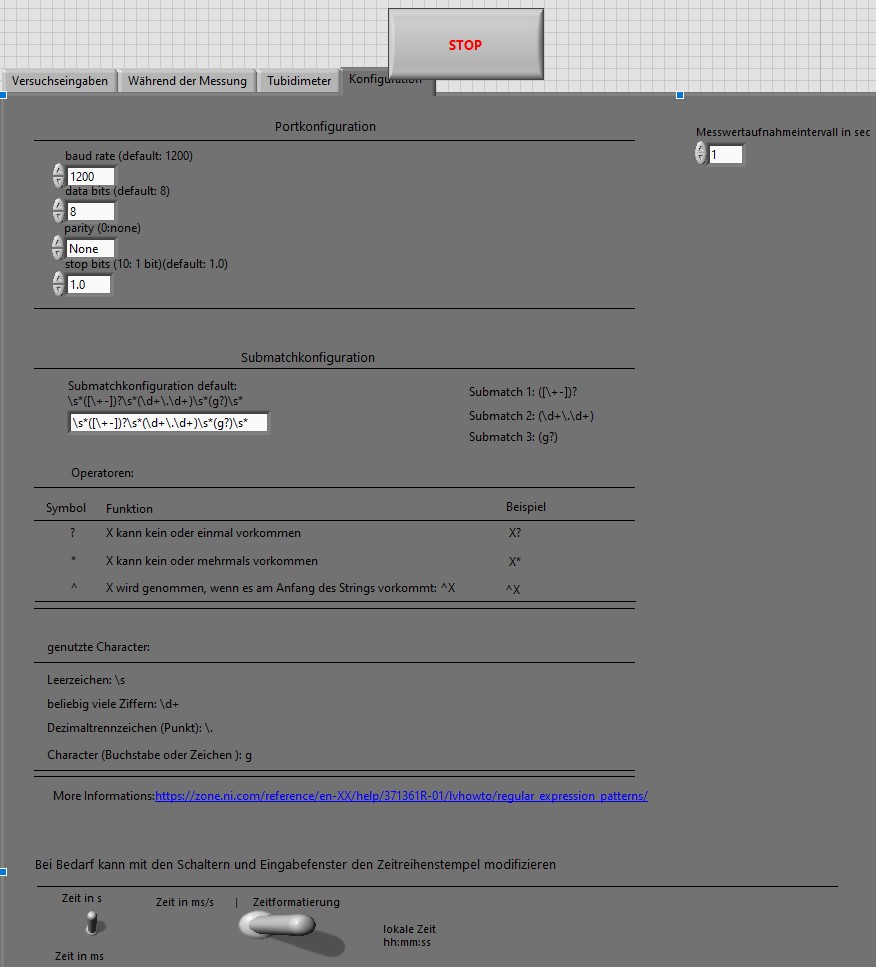 STOP
Versuchseingaben
Während der Messung
Tubidimeter
Konfiguration
Portkonfiguration
Messwertaufnahmeintervall in sec
1
baud rate (default: 1200)
1200
data bits (default: 8)
8
parity (0:none)
None
stop bits (10: 1 bit)(default: 1.0)
1.0
Submatchkonfiguration
Submatchkonfiguration default:
\s*([\+-])?\s*(\d+\.\d+)\s*(g?)\s*
\s*([\+-])?\s*(\d+\.\d+)\s*(g?)\s*
Submatch 1: ([\+-])?
Submatch 2: (\d+\.\d+)
Submatch 3: (g?)
Operatoren:
Symbol Funktion Beispiel
? X kann kein oder einmal vorkommen X?
* X kann kein oder mehrmals vorkommen X*
^ X wird genommen, wenn es am Anfang des Strings vorkommt: ^X ^X
genutzte Character:
Leerzeichen: \s
beliebig viele Ziffern: \d+
Dezimaltrennzeichen (Punkt): \.
Character (Buchstabe oder Zeichen ): g
More Informations:https://zone.ni.com/reference/en-XX/help/371361R-01/lvhowto/regular_expression_patterns/
Bei Bedarf kann mit den Schaltern und Eingabefenster den Zeitreihenstempel modifizieren
Zeit in s
Zeit in ms
Zeit in ms/s | Zeitformatierung
lokale Zeit
hh:mm:ss